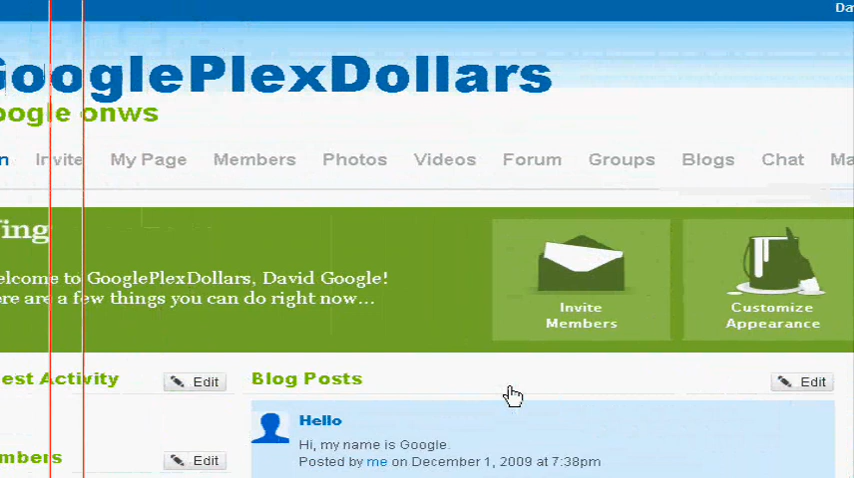 Da
GooglePlexDollars
oogle onws
n Invite My Page Members Photos Videos Forum Groups Blogs Chat Ma
ing
elcome to GooglePlexDollars, David Google!
ere are a few things you can do right now...
Invite
Members
Customize
Appearance
est Activity Edit
Blog Posts Edit
Hello
Hi, my name is Google.
Posted by me on December 1, 2009 at 7:38pm
mbers Edit